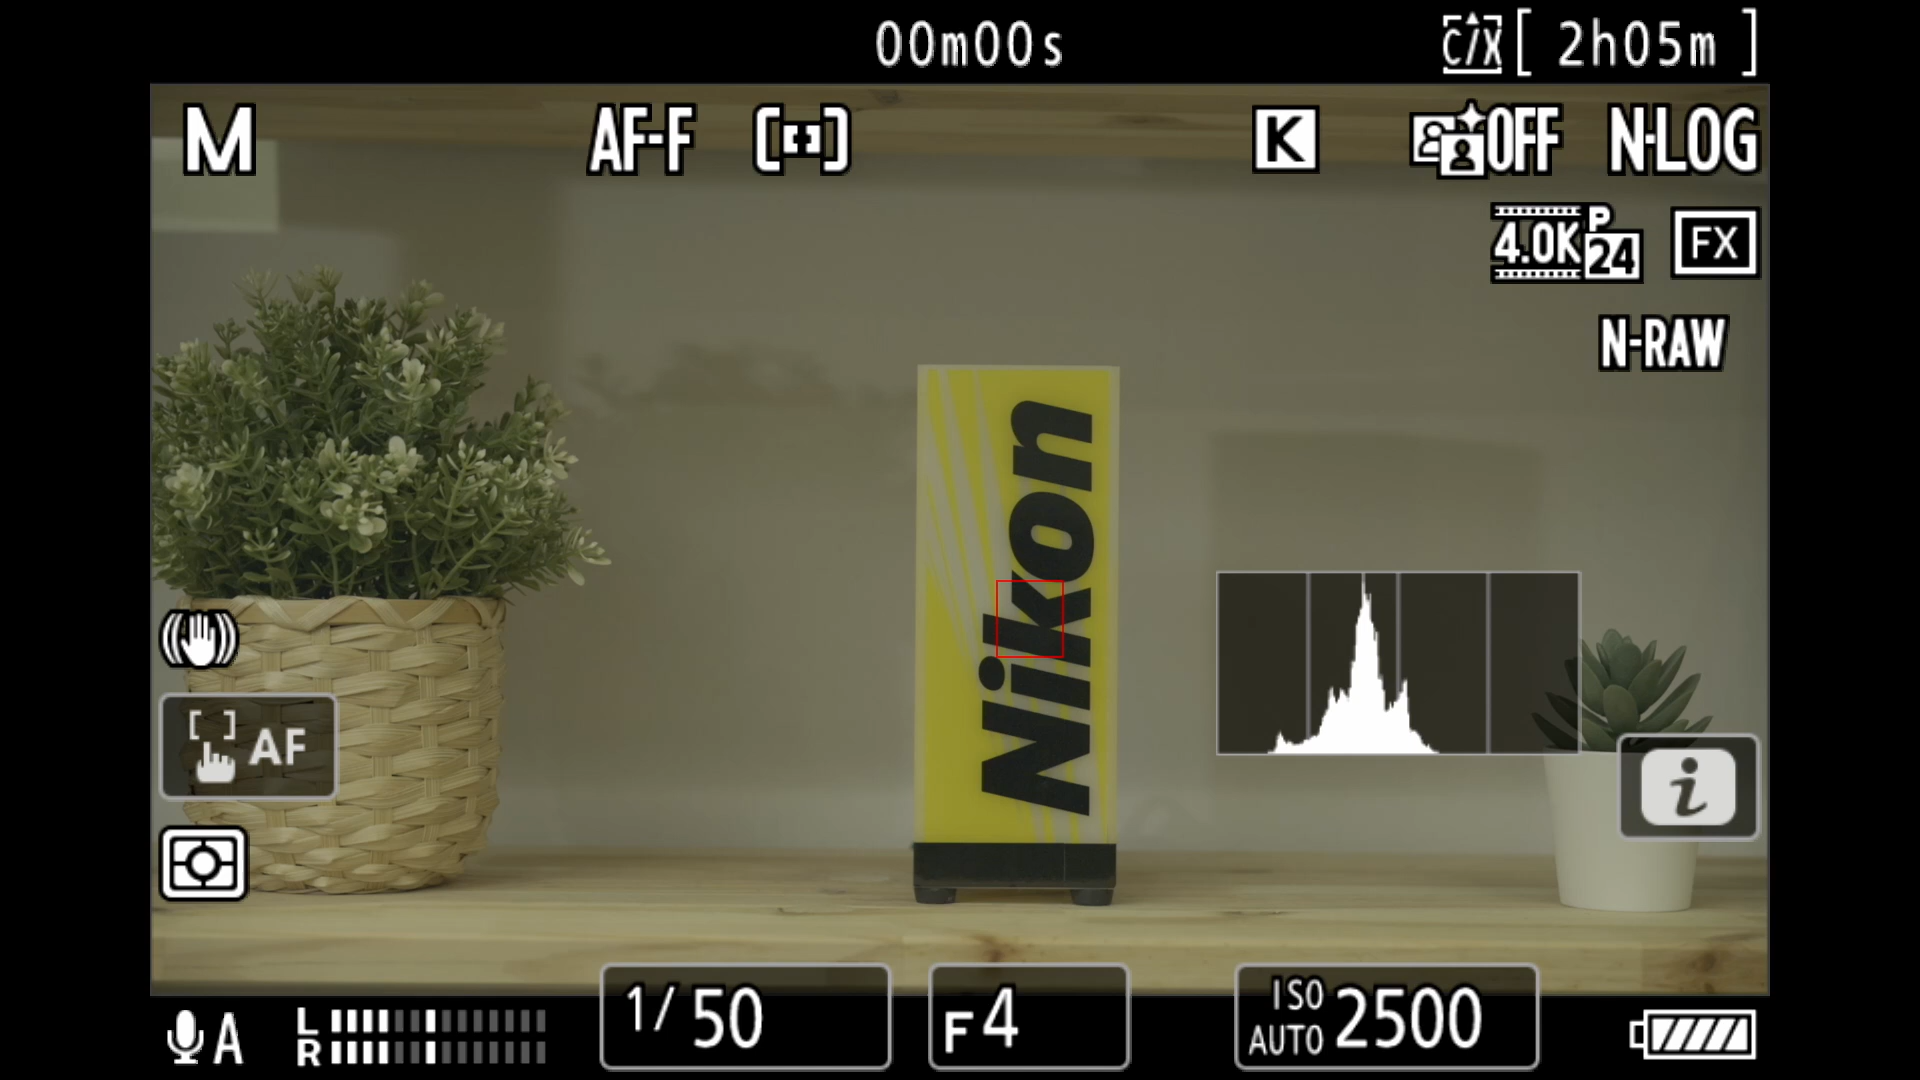 00m00s
C/X [ 2h05m ]
M AF-F K OFF N-LOG
4.0K P 24 FX
N-RAW
Nikon
AF
i
A L R 1/50 F4 ISO AUTO 2500